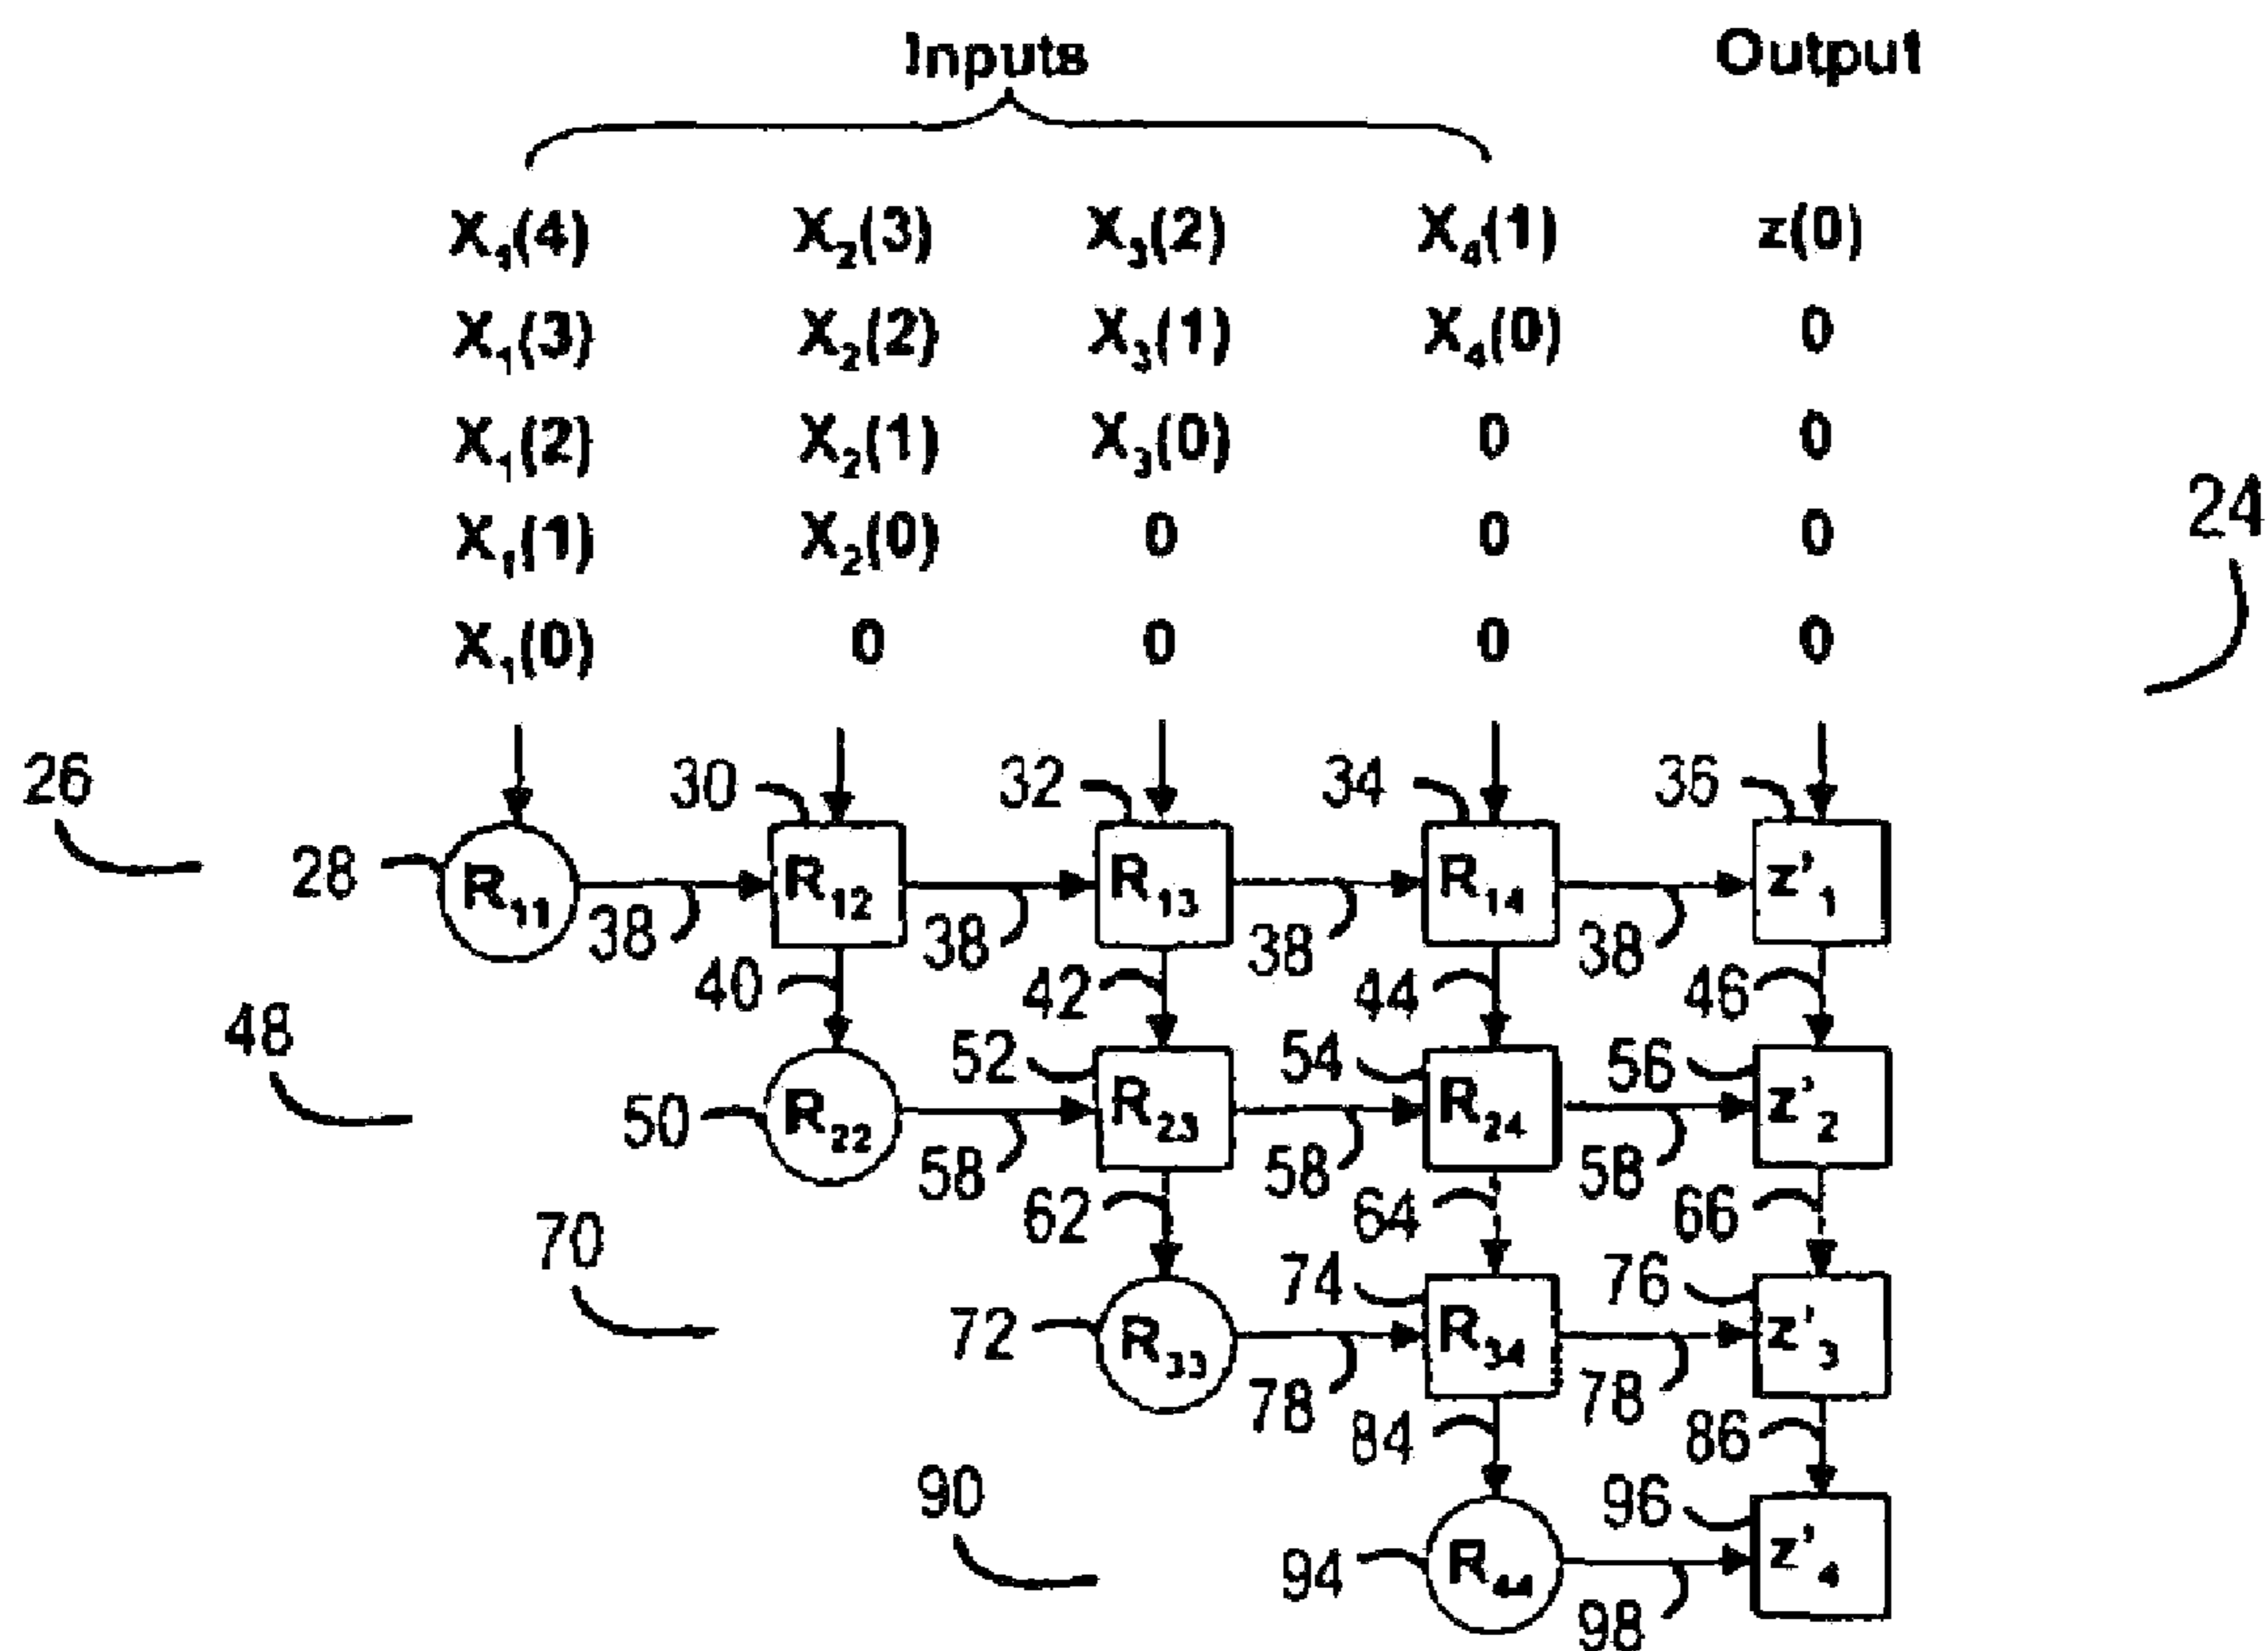 Inputs Output
X₁(4) X₂(3) X₃(2) X₄(1) z(0)
X₁(3) X₂(2) X₃(1) X₄(0) 0
X₁(2) X₂(1) X₃(0) 0 0
X₁(1) X₂(0) 0 0 0
X₁(0) 0 0 0 0
24
26 30 32 34 36
28 R₁₁ R₁₂ R₁₃ R₁₄ z'₁
38 38 38 38
40 42 44 46
48 52 54 56
50 R₂₂ R₂₃ R₂₄ z'₂
58 58 58
62 64 66
70 74 76
72 R₃₃ R₃₄ z'₃
78 78
84 86
90 96
94 R₄₄ z'₄
98